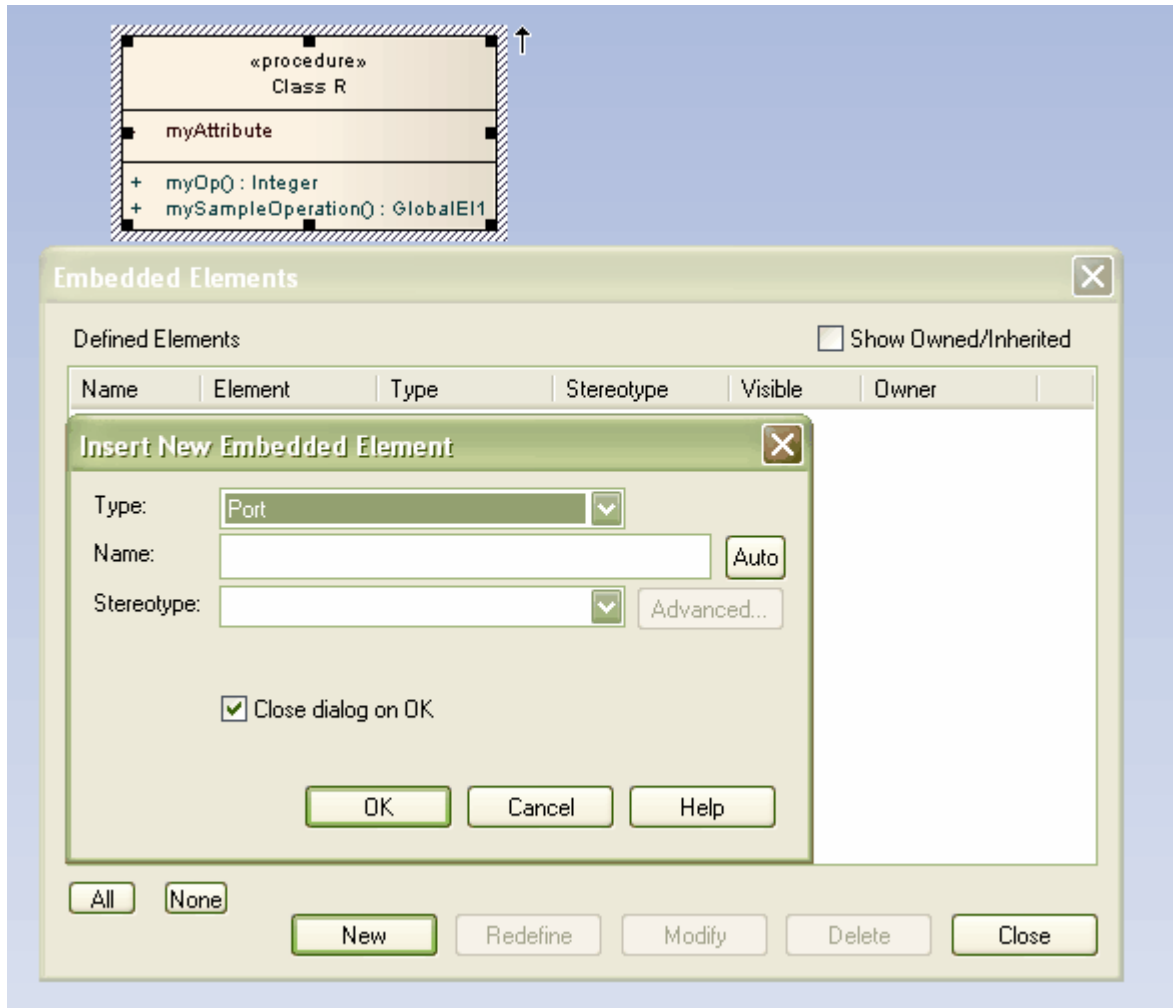 «procedure»
Class R
myAttribute
+ myOp() : Integer
+ mySampleOperation() : GlobalEl1
Embedded Elements
Defined Elements Show Owned/Inherited
Name Element Type Stereotype Visible Owner
Insert New Embedded Element
Type: Port
Name: Auto
Stereotype: Advanced...
Close dialog on OK
OK Cancel Help
All None
New Redefine Modify Delete Close